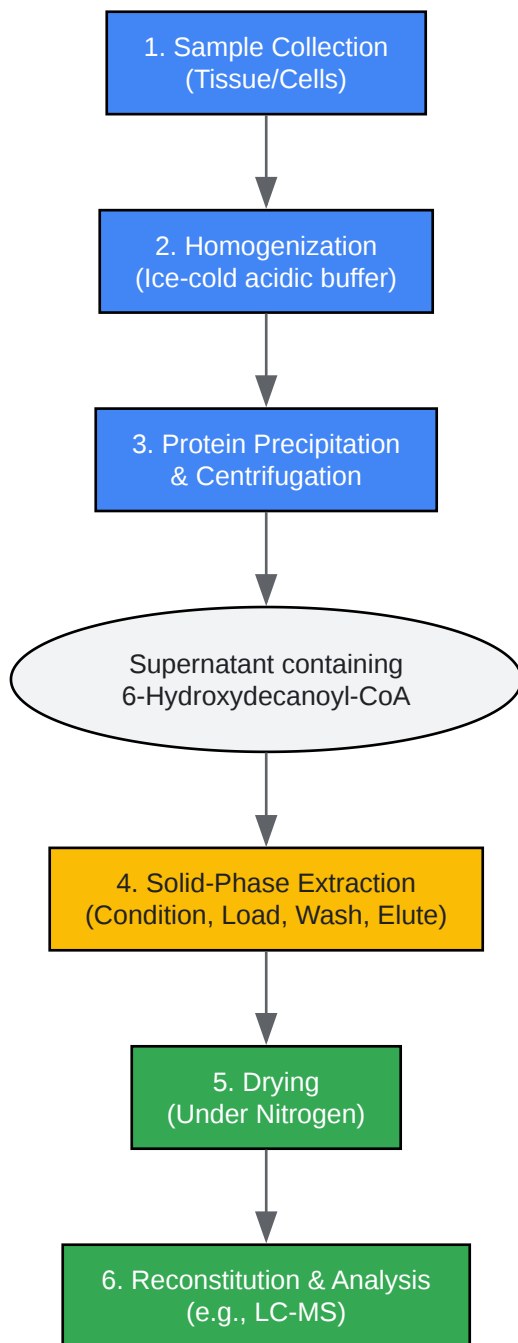 1. Sample Collection
(Tissue/Cells)
2. Homogenization
(Ice-cold acidic buffer)
3. Protein Precipitation
& Centrifugation
Supernatant containing
6-Hydroxydecanoyl-CoA
4. Solid-Phase Extraction
(Condition, Load, Wash, Elute)
5. Drying
(Under Nitrogen)
6. Reconstitution & Analysis
(e.g., LC-MS)